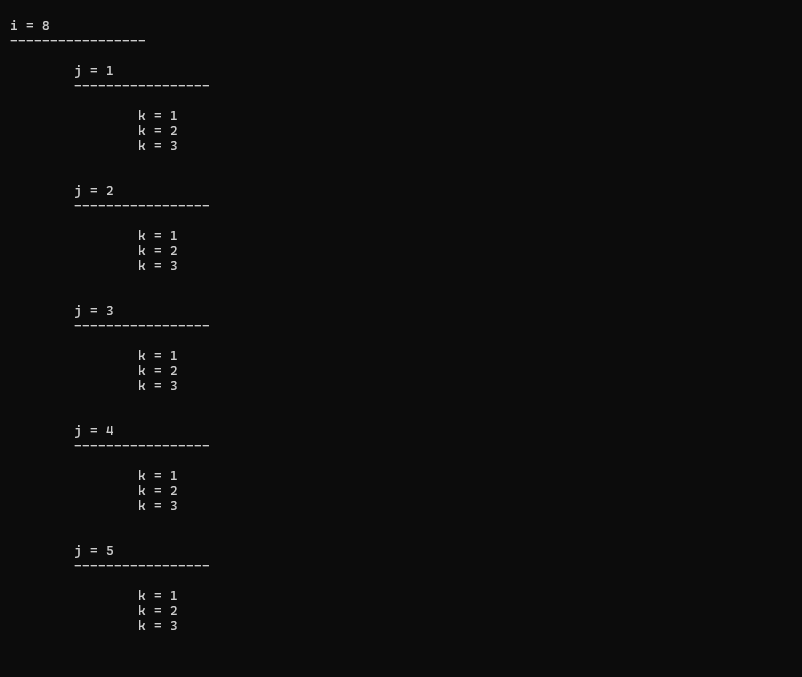 i = 8
-----------------
j = 1
-----------------
k = 1
k = 2
k = 3
j = 2
-----------------
k = 1
k = 2
k = 3
j = 3
-----------------
k = 1
k = 2
k = 3
j = 4
-----------------
k = 1
k = 2
k = 3
j = 5
-----------------
k = 1
k = 2
k = 3